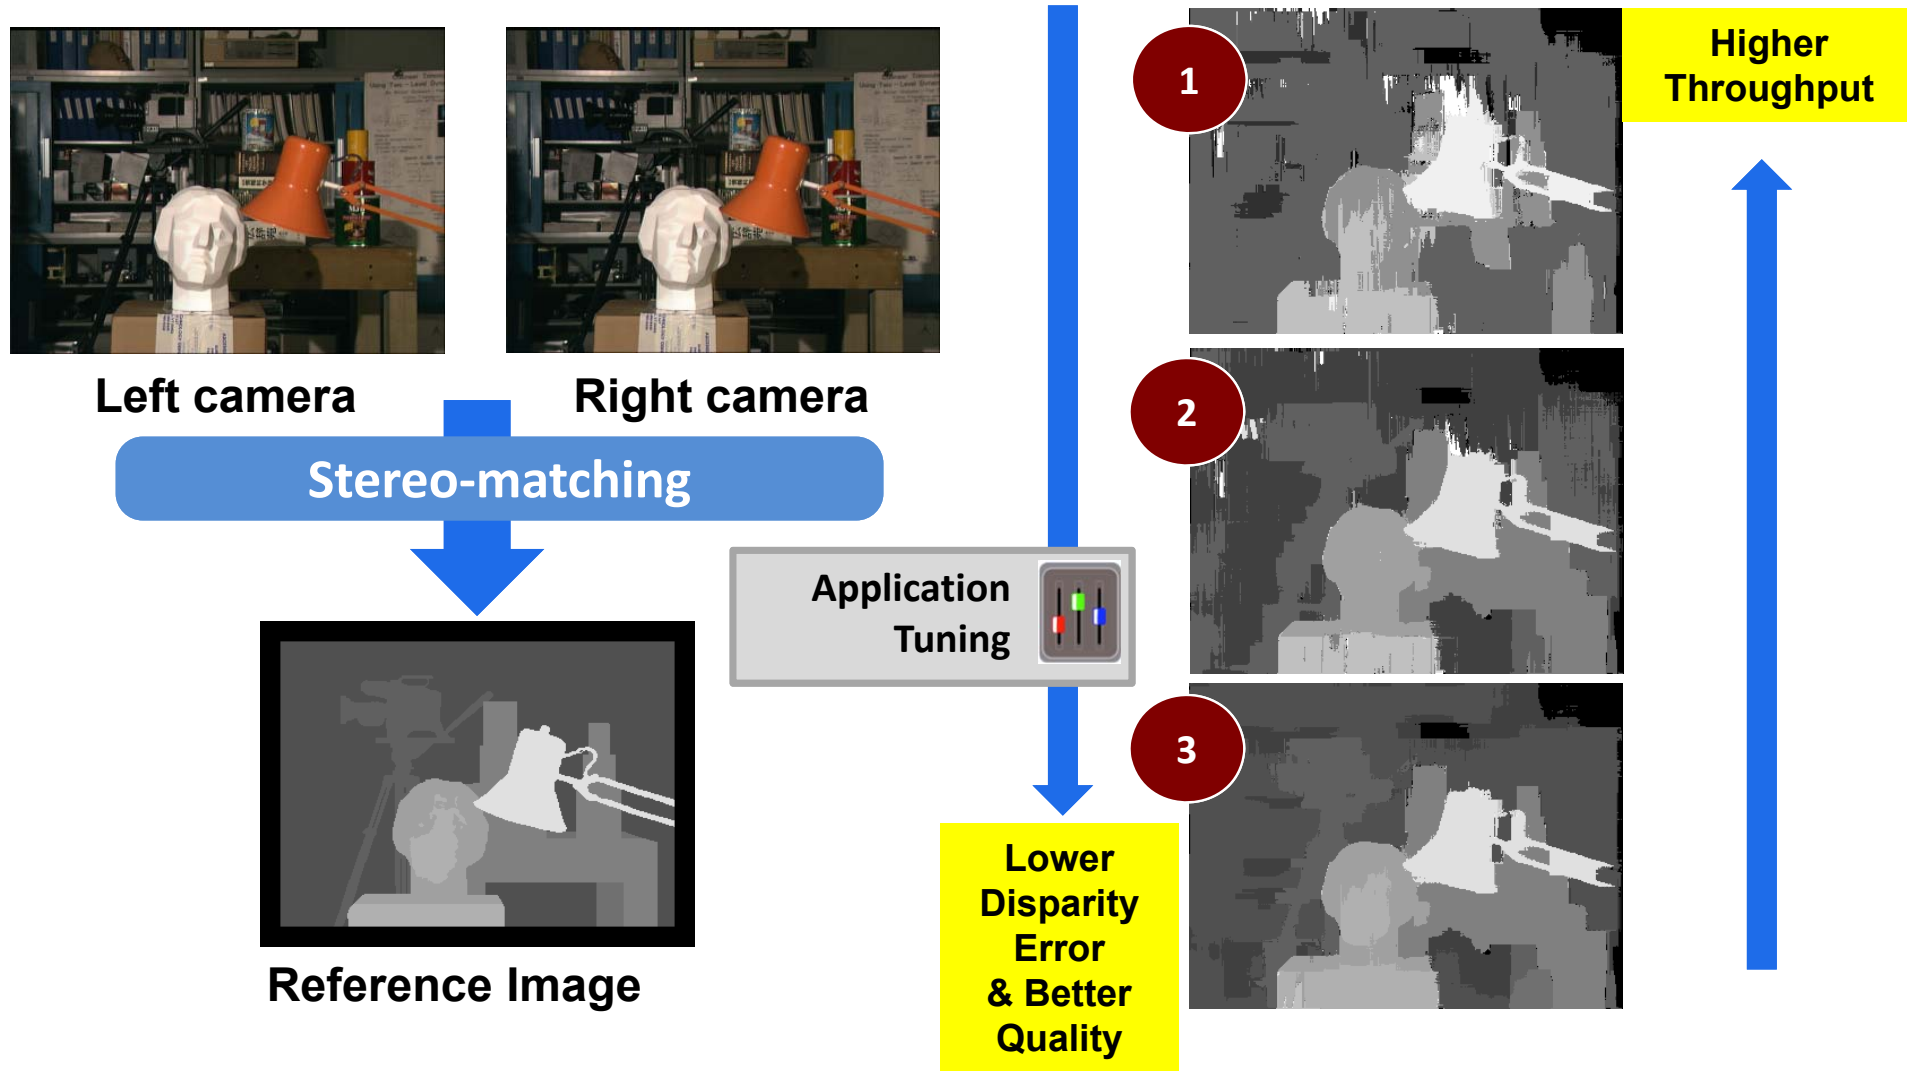 Left camera
Right camera
Stereo-matching
Reference Image
Application
Tuning
Lower
Disparity
Error
& Better
Quality
1
2
3
Higher
Throughput